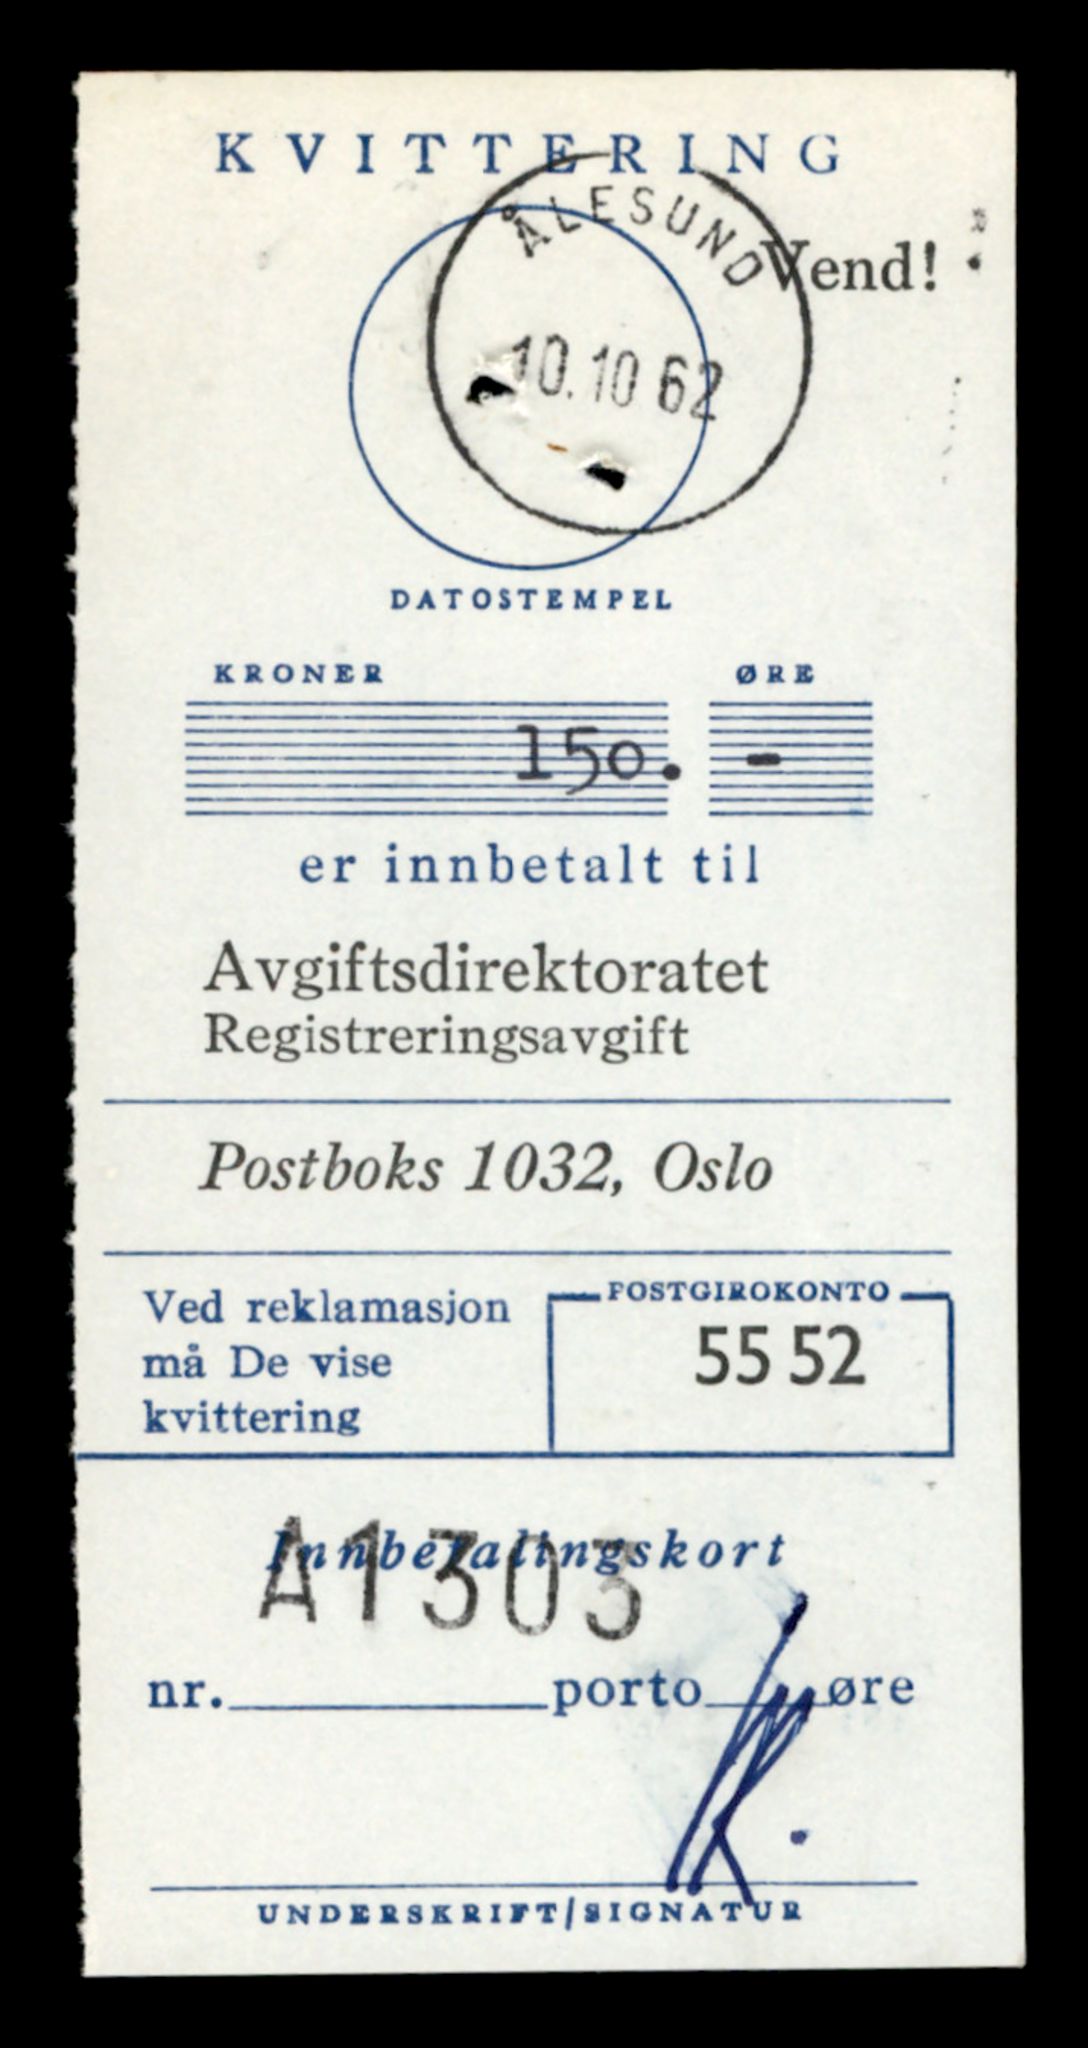 KVITTERING
ÅLESUND
Vend!
10.10 62
DATOSTEMPEL
KRONER ØRE
150. -
er innbetalt til
Avgiftsdirektoratet
Registreringsavgift
Postboks 1032, Oslo
Ved reklamasjon
må De vise
kvittering
POSTGIROKONTO
55 52
Innbetalingskort
A1303
nr. porto øre
K.
UNDERSKRIFT/SIGNATUR